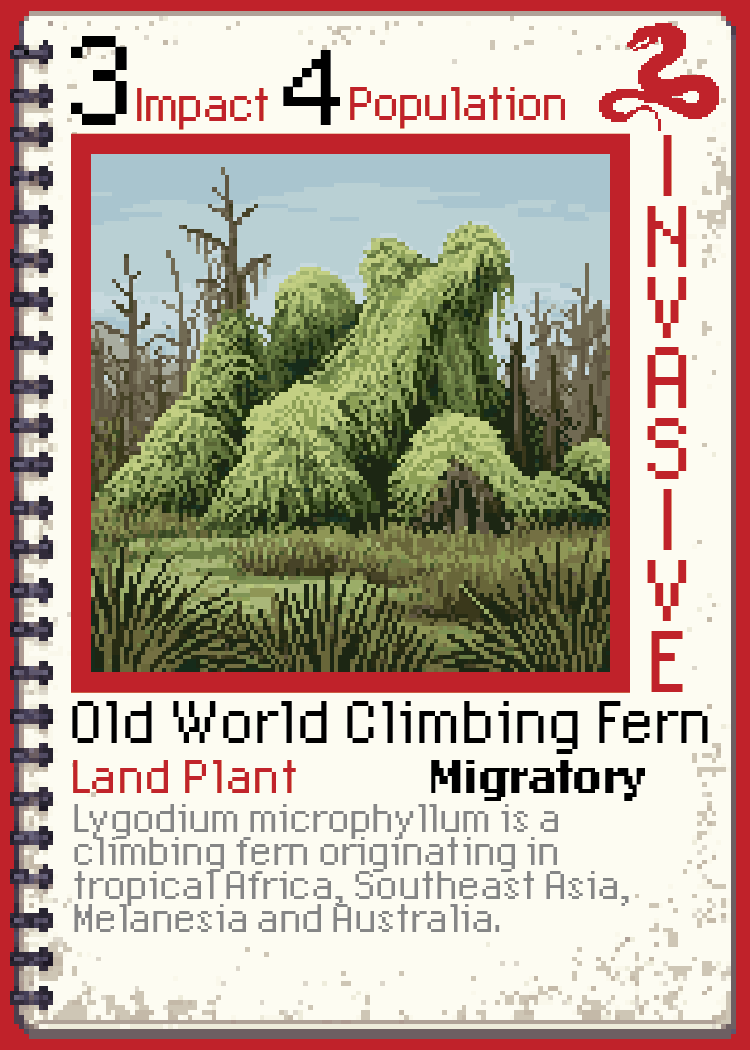 3 Impact 4 Population
INVASIVE
Old World Climbing Fern
Land Plant Migratory
Lygodium microphyllum is a
climbing fern originating in
tropical Africa, Southeast Asia,
Melanesia and Australia.